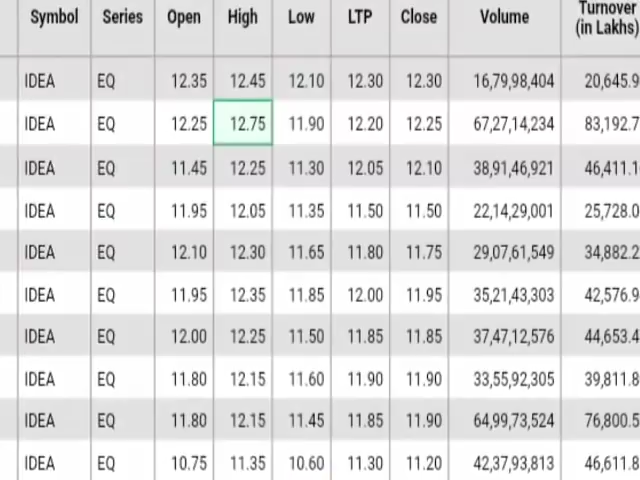 Symbol Series Open High Low LTP Close Volume Turnover (in Lakhs)
IDEA EQ 12.35 12.45 12.10 12.30 12.30 16,79,98,404 20,645.9
IDEA EQ 12.25 12.75 11.90 12.20 12.25 67,27,14,234 83,192.7
IDEA EQ 11.45 12.25 11.30 12.05 12.10 38,91,46,921 46,411.1
IDEA EQ 11.95 12.05 11.35 11.50 11.50 22,14,29,001 25,728.0
IDEA EQ 12.10 12.30 11.65 11.80 11.75 29,07,61,549 34,882.2
IDEA EQ 11.95 12.35 11.85 12.00 11.95 35,21,43,303 42,576.9
IDEA EQ 12.00 12.25 11.50 11.85 11.85 37,47,12,576 44,653.4
IDEA EQ 11.80 12.15 11.60 11.90 11.90 33,55,92,305 39,811.8
IDEA EQ 11.80 12.15 11.45 11.85 11.90 64,99,73,524 76,800.5
IDEA EQ 10.75 11.35 10.60 11.30 11.20 42,37,93,813 46,611.8